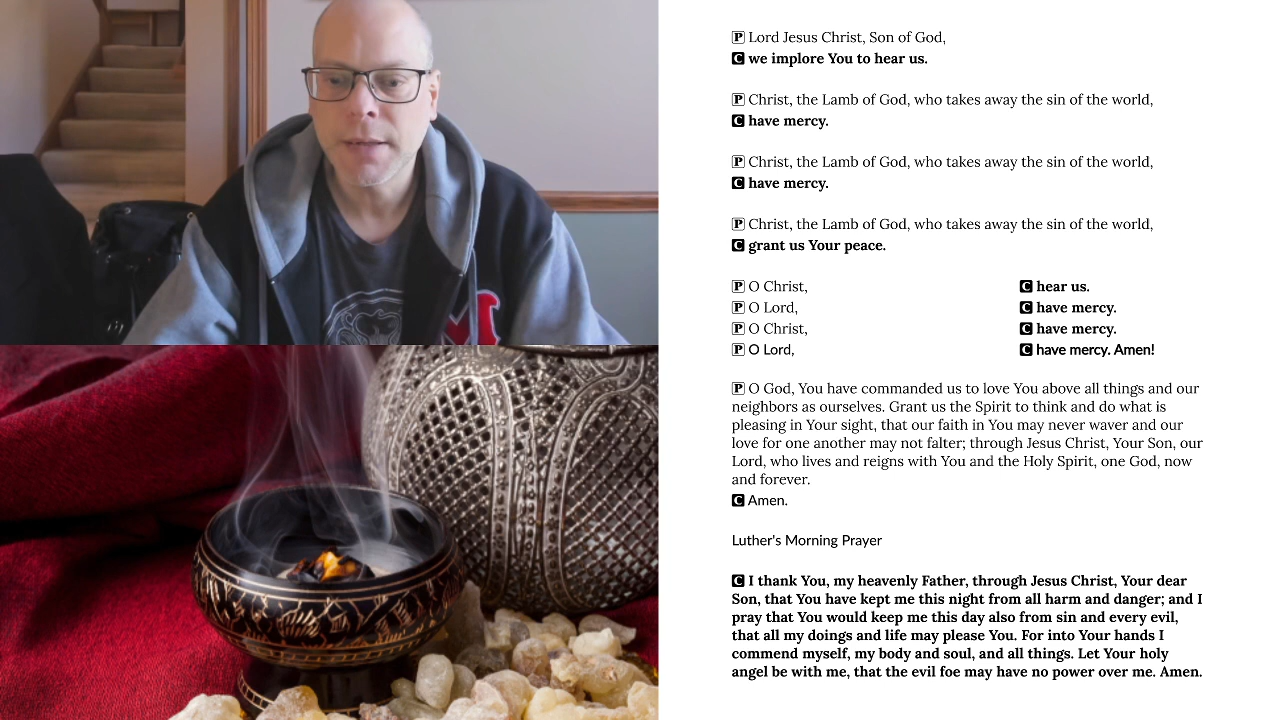 P Lord Jesus Christ, Son of God,
C we implore You to hear us.
P Christ, the Lamb of God, who takes away the sin of the world,
C have mercy.
P Christ, the Lamb of God, who takes away the sin of the world,
C have mercy.
P Christ, the Lamb of God, who takes away the sin of the world,
C grant us Your peace.
P O Christ, C hear us.
P O Lord, C have mercy.
P O Christ, C have mercy.
P O Lord, C have mercy. Amen!
P O God, You have commanded us to love You above all things and our
neighbors as ourselves. Grant us the Spirit to think and do what is
pleasing in Your sight, that our faith in You may never waver and our
love for one another may not falter; through Jesus Christ, Your Son, our
Lord, who lives and reigns with You and the Holy Spirit, one God, now
and forever.
C Amen.
Luther's Morning Prayer
C I thank You, my heavenly Father, through Jesus Christ, Your dear
Son, that You have kept me this night from all harm and danger; and I
pray that You would keep me this day also from sin and every evil,
that all my doings and life may please You. For into Your hands I
commend myself, my body and soul, and all things. Let Your holy
angel be with me, that the evil foe may have no power over me. Amen.